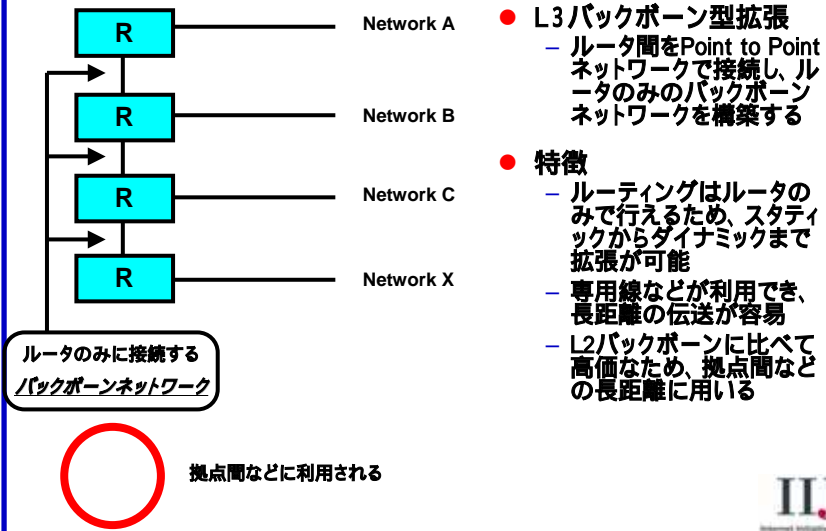 R
Network A
R
Network B
R
Network C
R
Network X
ルータのみに接続する
バックボーンネットワーク
拠点間などに利用される
● L3バックボーン型拡張
– ルータ間をPoint to Point
ネットワークで接続し、ル
ータのみのバックボーン
ネットワークを構築する
● 特徴
– ルーティングはルータの
みで行えるため、スタティ
ックからダイナミックまで
拡張が可能
– 専用線などが利用でき、
長距離の伝送が容易
– L2バックボーンに比べて
高価なため、拠点間など
の長距離に用いる